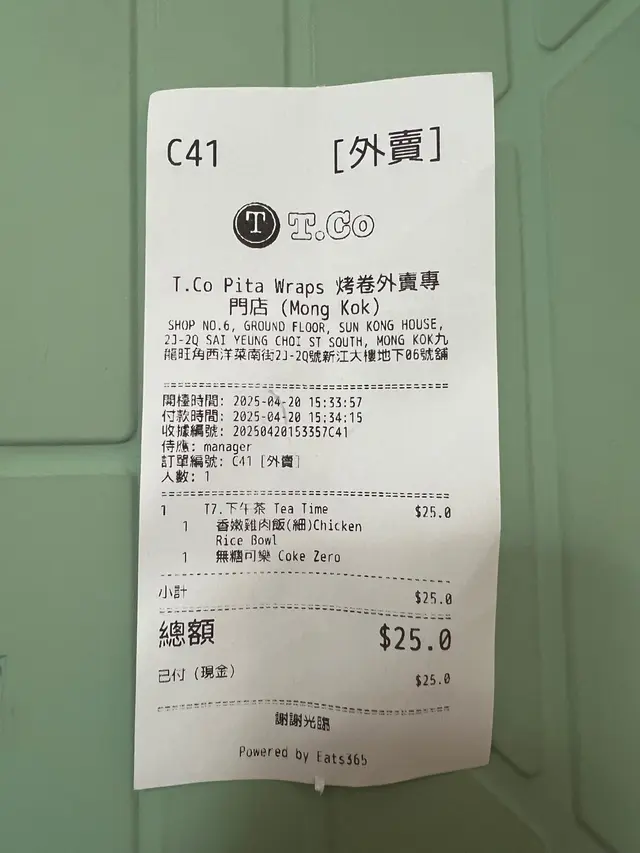 C41 [外賣]
T T.Co
T.Co Pita Wraps 烤卷外賣專
門店 (Mong Kok)
SHOP NO.6, GROUND FLOOR, SUN KONG HOUSE,
2J-2Q SAI YEUNG CHOI ST SOUTH, MONG KOK九
龍旺角西洋菜南街2J-2Q號新江大樓地下06號舖
開檯時間: 2025-04-20 15:33:57
付款時間: 2025-04-20 15:34:15
收據編號: 20250420153357C41
侍應: manager
訂單編號: C41 [外賣]
人數: 1
1 T7.下午茶 Tea Time $25.0
1 香嫩雞肉飯(細)Chicken
Rice Bowl
1 無糖可樂 Coke Zero
小計 $25.0
總額 $25.0
已付 (現金) $25.0
謝謝光臨
Powered by Eats365